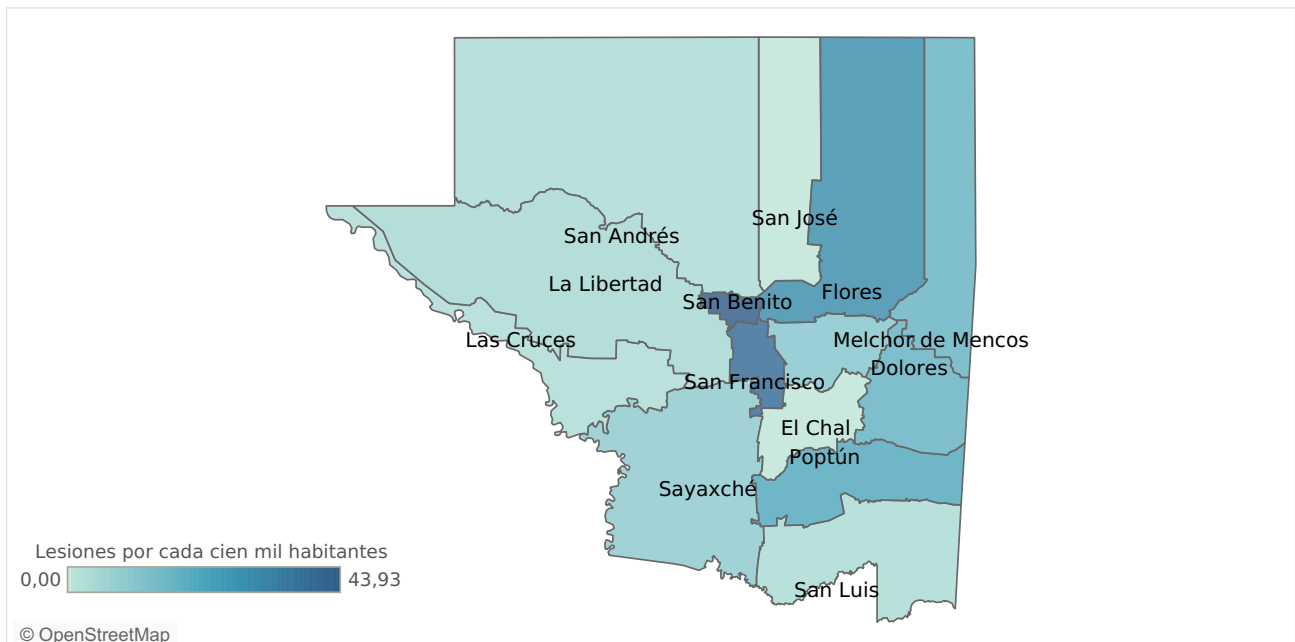 San José
San Andrés
La Libertad
San Benito
Flores
Las Cruces
Melchor de Mencos
Dolores
San Francisco
El Chal
Poptún
Sayaxché
San Luis
Lesiones por cada cien mil habitantes
0,00 43,93
© OpenStreetMap